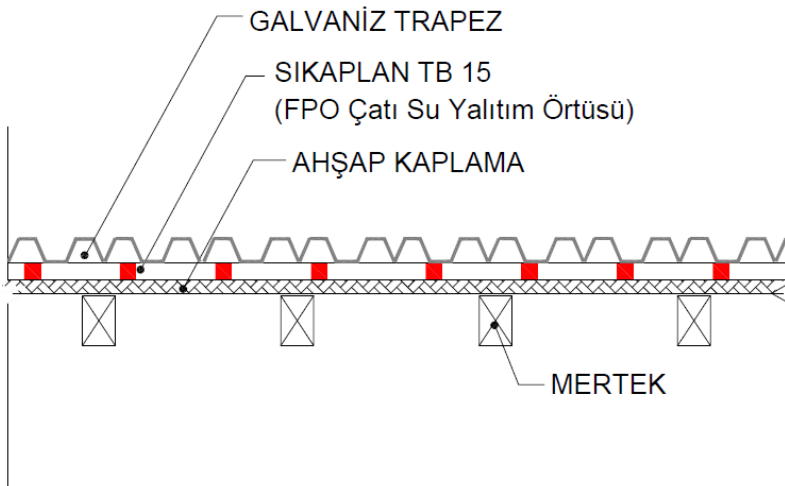 GALVANİZ TRAPEZ
SIKAPLAN TB 15
(FPO Çatı Su Yalıtım Örtüsü)
AHŞAP KAPLAMA
MERTEK